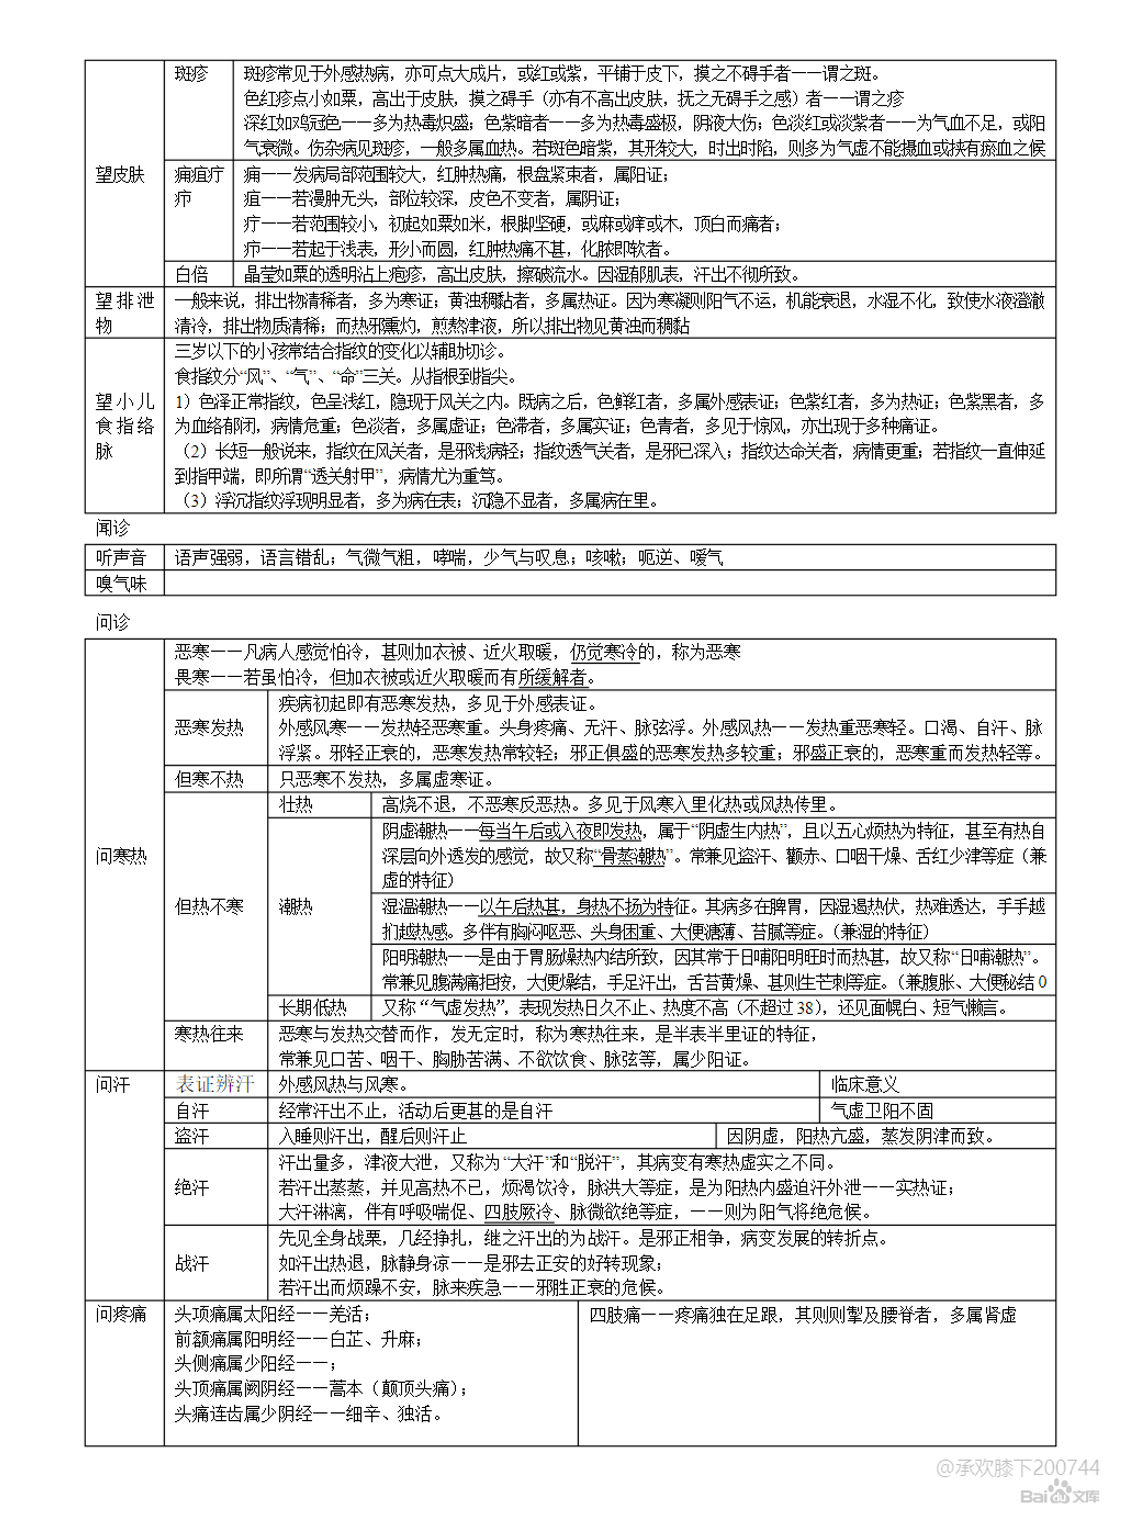 斑疹
斑疹常见于外感热病，亦可点大成片，或红或紫，平铺于皮下，摸之不碍手者——谓之斑。
色红疹点小如粟，高出于皮肤，摸之碍手（亦有不高出皮肤，抚之无碍手之感）者——谓之疹
深红如鸡冠色——多为热毒炽盛；色紫暗者——多为热毒盛极，阴液大伤；色淡红或淡紫者——为气血不足，或阳
气衰微。伤杂病见斑疹，一般多属血热。若斑色暗紫，其形较大，时出时陷，则多为气虚不能摄血或挟有瘀血之候
望皮肤
痈疽疔
疖
痈——发病局部范围较大，红肿热痛，根盘紧束者，属阳证；
疽——若漫肿无头，部位较深，皮色不变者，属阴证；
疔——若范围较小，初起如粟如米，根脚坚硬，或麻或痒或木，顶白而痛者；
疖——若起于浅表，形小而圆，红肿热痛不甚，化脓即软者。
白倍
晶莹如粟的透明沾上疱疹，高出皮肤，擦破流水。因湿郁肌表，汗出不彻所致。
望排泄
物
一般来说，排出物清稀者，多为寒证；黄浊稠黏者，多属热证。因为寒凝则阳气不运，机能衰退，水湿不化，致使水液澄澈
清冷，排出物质清稀；而热邪熏灼，煎熬津液，所以排出物见黄浊而稠黏
望小儿
食指络
脉
三岁以下的小孩常结合指纹的变化以辅助切诊。
食指纹分“风”、“气”、“命”三关。从指根到指尖。
1）色泽正常指纹，色呈浅红，隐现于风关之内。既病之后，色鲜红者，多属外感表证；色紫红者，多为热证；色紫黑者，多
为血络郁闭，病情危重；色淡者，多属虚证；色滞者，多属实证；色青者，多见于惊风，亦出现于多种痛证。
（2）长短一般说来，指纹在风关者，是邪浅病轻；指纹透气关者，是邪已深入；指纹达命关者，病情更重；若指纹一直伸延
到指甲端，即所谓“透关射甲”，病情尤为重笃。
（3）浮沉指纹浮现明显者，多为病在表；沉隐不显者，多属病在里。
闻诊
听声音
语声强弱，语言错乱；气微气粗，哮喘，少气与叹息；咳嗽；呃逆、嗳气
嗅气味
问诊
恶寒——凡病人感觉怕冷，甚则加衣被、近火取暖，仍觉寒冷的，称为恶寒
畏寒——若虽怕冷，但加衣被或近火取暖而有所缓解者。
问寒热
恶寒发热
疾病初起即有恶寒发热，多见于外感表证。
外感风寒——发热轻恶寒重。头身疼痛、无汗、脉弦浮。外感风热——发热重恶寒轻。口渴、自汗、脉
浮紧。邪轻正衰的，恶寒发热常较轻；邪正俱盛的恶寒发热多较重；邪盛正衰的，恶寒重而发热轻等。
但寒不热
只恶寒不发热，多属虚寒证。
但热不寒
壮热
高烧不退，不恶寒反恶热。多见于风寒入里化热或风热传里。
潮热
阴虚潮热——每当午后或入夜即发热，属于“阴虚生内热”，且以五心烦热为特征，甚至有热自
深层向外透发的感觉，故又称“骨蒸潮热”。常兼见盗汗、颧赤、口咽干燥、舌红少津等症（兼
虚的特征）
湿温潮热——以午后热甚，身热不扬为特征。其病多在脾胃，因湿遏热伏，热难透达，手手越
扪越热感。多伴有胸闷呕恶、头身困重、大便溏薄、苔腻等症。（兼湿的特征）
阳明潮热——是由于胃肠燥热内结所致，因其常于日哺阳明旺时而热甚，故又称“日哺潮热”。
常兼见腹满痛拒按，大便燥结，手足汗出，舌苔黄燥、甚则生芒刺等症。（兼腹胀、大便秘结 0
长期低热
又称“气虚发热”，表现发热日久不止、热度不高（不超过 38），还见面幌白、短气懒言。
寒热往来
恶寒与发热交替而作，发无定时，称为寒热往来，是半表半里证的特征，
常兼见口苦、咽干、胸胁苦满、不欲饮食、脉弦等，属少阳证。
问汗
表证辨汗
外感风热与风寒。
临床意义
自汗
经常汗出不止，活动后更甚的是自汗
气虚卫阳不固
盗汗
入睡则汗出，醒后则汗止
因阴虚，阳热亢盛，蒸发阴津而致。
绝汗
汗出量多，津液大泄，又称为“大汗”和“脱汗”，其病变有寒热虚实之不同。
若汗出蒸蒸，并见高热不已，烦渴饮冷，脉洪大等症，是为阳热内盛迫汗外泄——实热证；
大汗淋漓，伴有呼吸喘促、四肢厥冷、脉微欲绝等症，——则为阳气将绝危候。
战汗
先见全身战栗，几经挣扎，继之汗出的为战汗。是邪正相争，病变发展的转折点。
如汗出热退，脉静身凉——是邪去正安的好转现象；
若汗出而烦躁不安，脉来疾急——邪胜正衰的危候。
问疼痛
头项痛属太阳经——羌活；
前额痛属阳明经——白芷、升麻；
头侧痛属少阳经——；
头顶痛属阙阴经——蒿本（颠顶头痛）；
头痛连齿属少阴经——细辛、独活。
四肢痛——疼痛独在足跟，其则则掣及腰脊者，多属肾虚
@承欢膝下200744
Bai文库